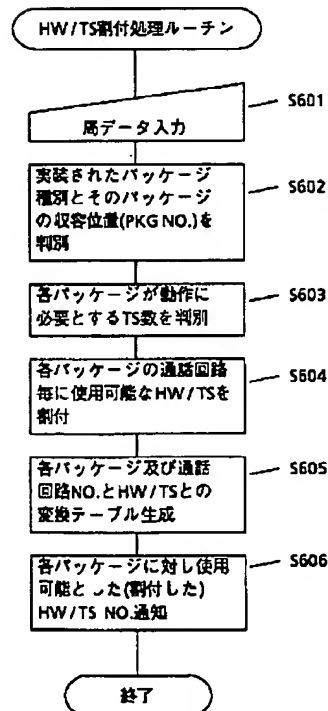 HW/TS割付処理ルーチン
局データ入力
S601
実装されたパッケージ
種別とそのパッケージ
の収容位置(PKG NO.)を
判別
S602
各パッケージが動作に
必要とするTS数を判別
S603
各パッケージの通話回路
毎に使用可能なHW/TSを
割付
S604
各パッケージ及び通話
回路NO.とHW/TSとの
変換テーブル生成
S605
各パッケージに対し使用
可能とした(割付した)
HW/TS NO.通知
S606
終了